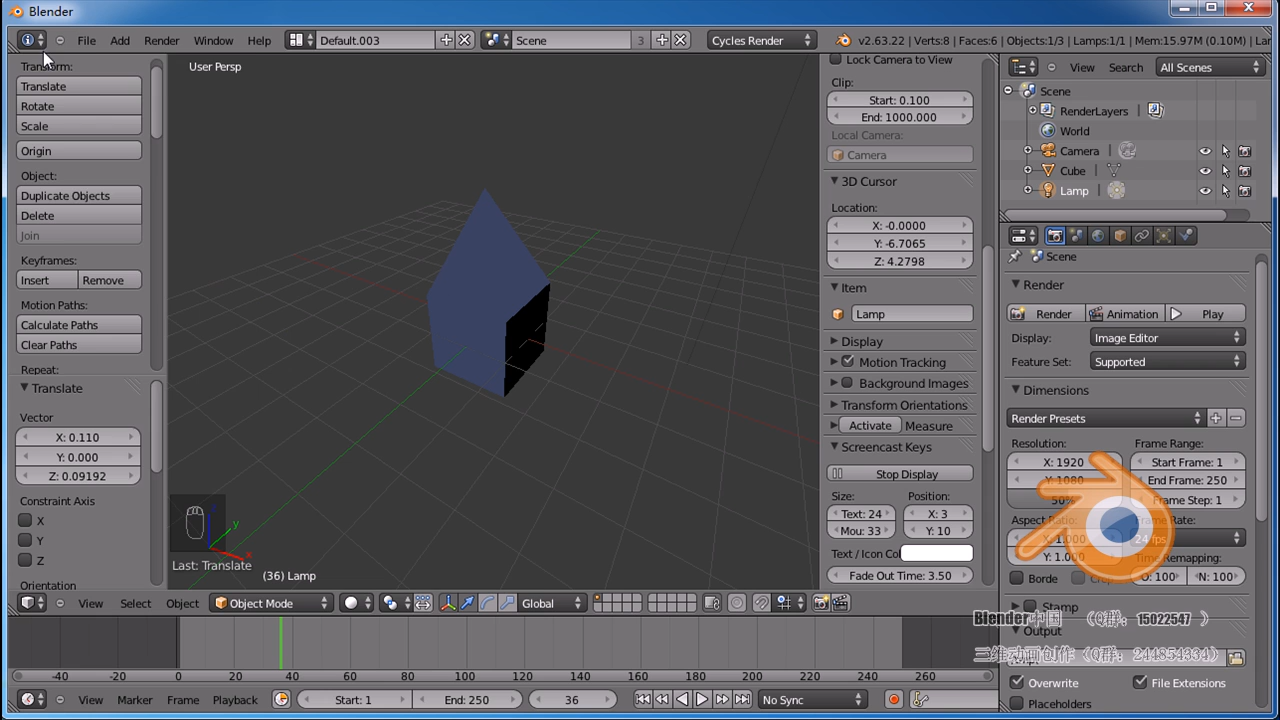 Blender
File Add Render Window Help Default.003 Scene 3 Cycles Render v2.63.22 | Verts:8 | Faces:6 | Objects:1/3 | Lamps:1/1 | Mem:15.97M (0.10M) | Lar
Transform:
Translate
Rotate
Scale
Origin
Object:
Duplicate Objects
Delete
Join
Keyframes:
Insert Remove
Motion Paths:
Calculate Paths
Clear Paths
Repeat:
Translate
Vector
X: 0.110
Y: 0.000
Z: 0.09192
Constraint Axis
X
Y
Z
Orientation
User Persp
z
y
x
Last: Translate
(36) Lamp
Lock Camera to View
Clip:
Start: 0.100
End: 1000.000
Local Camera:
Camera
3D Cursor
Location:
X: -0.0000
Y: -6.7065
Z: 4.2798
Item
Lamp
Display
Motion Tracking
Background Images
Transform Orientations
Activate Measure
Screencast Keys
Stop Display
Size: Position:
Text: 24 X: 3
Mou: 33 Y: 10
Text / Icon Col
Fade Out Time: 3.50
View Search All Scenes
Scene
RenderLayers
World
Camera
Cube
Lamp
Scene
Render
Render Animation Play
Display: Image Editor
Feature Set: Supported
Dimensions
Render Presets
Resolution: Frame Range:
X: 1920 Start Frame: 1
Y: 1080 End Frame: 250
50% Frame Step: 1
Aspect Ratio: Frame Rate:
X: 1.000 24 fps
Y: 1.000 Time Remapping:
Borde Crop O: 100 N: 100
Stamp
Blender中国 （Q群：15022547 ）
Output
三维动画创作（Q群：244854334）
Overwrite File Extensions
Placeholders
View Select Object Object Mode Global
-40 -20 0 20 40 60 80 100 120 140 160 180 200 220 240 260 280
View Marker Frame Playback Start: 1 End: 250 36 No Sync